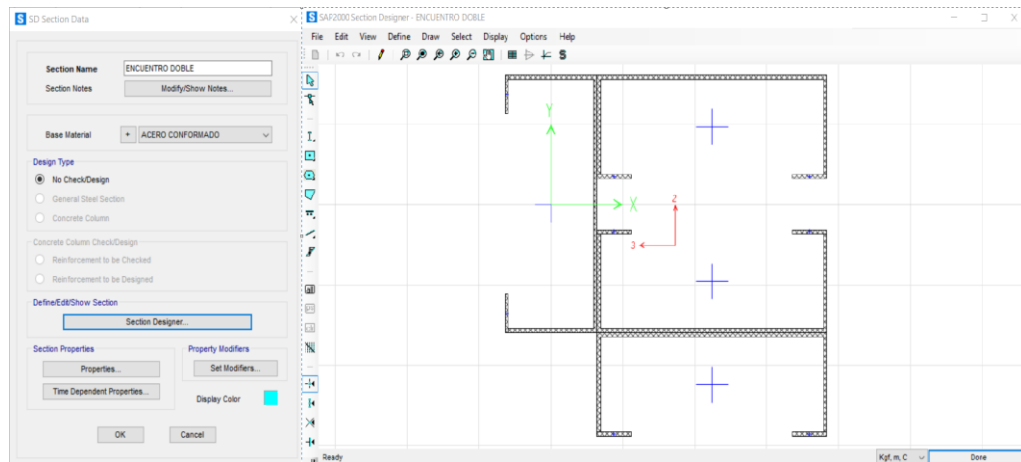 SD Section Data
Section Name ENCUENTRO DOBLE
Section Notes Modify/Show Notes...
Base Material + ACERO CONFORMADO
Design Type
No Check/Design
General Steel Section
Concrete Column
Concrete Column Check/Design
Reinforcement to be Checked
Reinforcement to be Designed
Define/Edit/Show Section
Section Designer...
Section Properties
Properties...
Time Dependent Properties...
Property Modifiers
Set Modifiers...
Display Color
OK Cancel
SAP2000 Section Designer - ENCUENTRO DOBLE
File Edit View Define Draw Select Display Options Help
all
Y
X
2
3
Ready
Kgf, m, C
Done